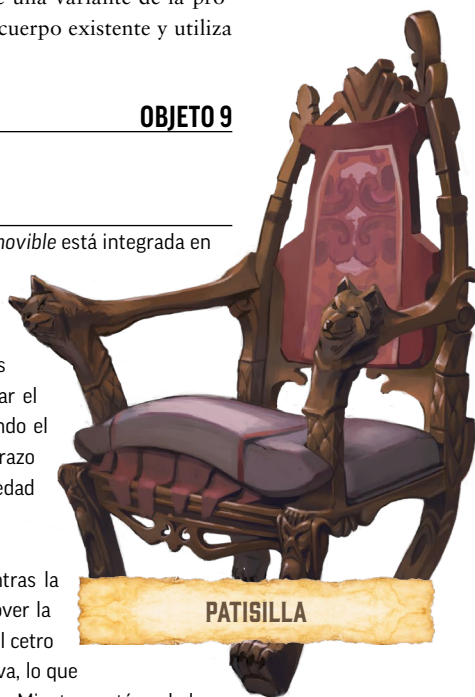 e una variante de la pro-
cuerpo existente y utiliza
OBJETO 9
movible está integrada en
s
ar el
ndo el
razo
edad
ntras la
over la
l cetro
va, lo que
PATISILLA